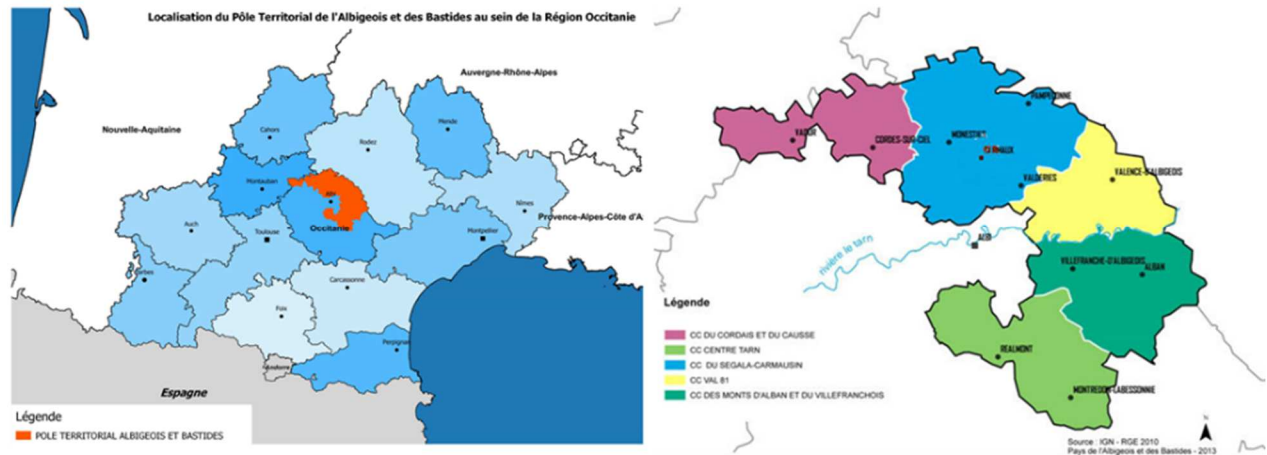 Localisation du Pôle Territorial de l'Albigeois et des Bastides au sein de la Région Occitanie
Auvergne-Rhône-Alpes
Nouvelle-Aquitaine
Cahors
Mende
Rodez
Montauban
Albi
Nîmes
Provence-Alpes-Côte d'A
Auch
Toulouse
Occitanie
Montpellier
Carcassonne
Foix
Perpignan
Andorre
Espagne
Légende
POLE TERRITORIAL ALBIGEOIS ET BASTIDES
PAMPELONNE
VAOUR
CORDES-SUR-CIEL
VALDERIES
VALENCE-D'ALBIGEOIS
ALBI
rivière le tarn
VILLEFRANCHE-D'ALBIGEOIS
ALBAN
Légende
CC DU CORDAIS ET DU CAUSSE
CC CENTRE TARN
CC DU SEGALA-CARMAUSIN
CC VAL 81
CC DES MONTS D'ALBAN ET DU VILLEFRANCHOIS
REALMONT
MONTREDON-LABESSONNIE
N
Source : IGN - RGE 2010
Pays de l'Albigeois et des Bastides - 2013